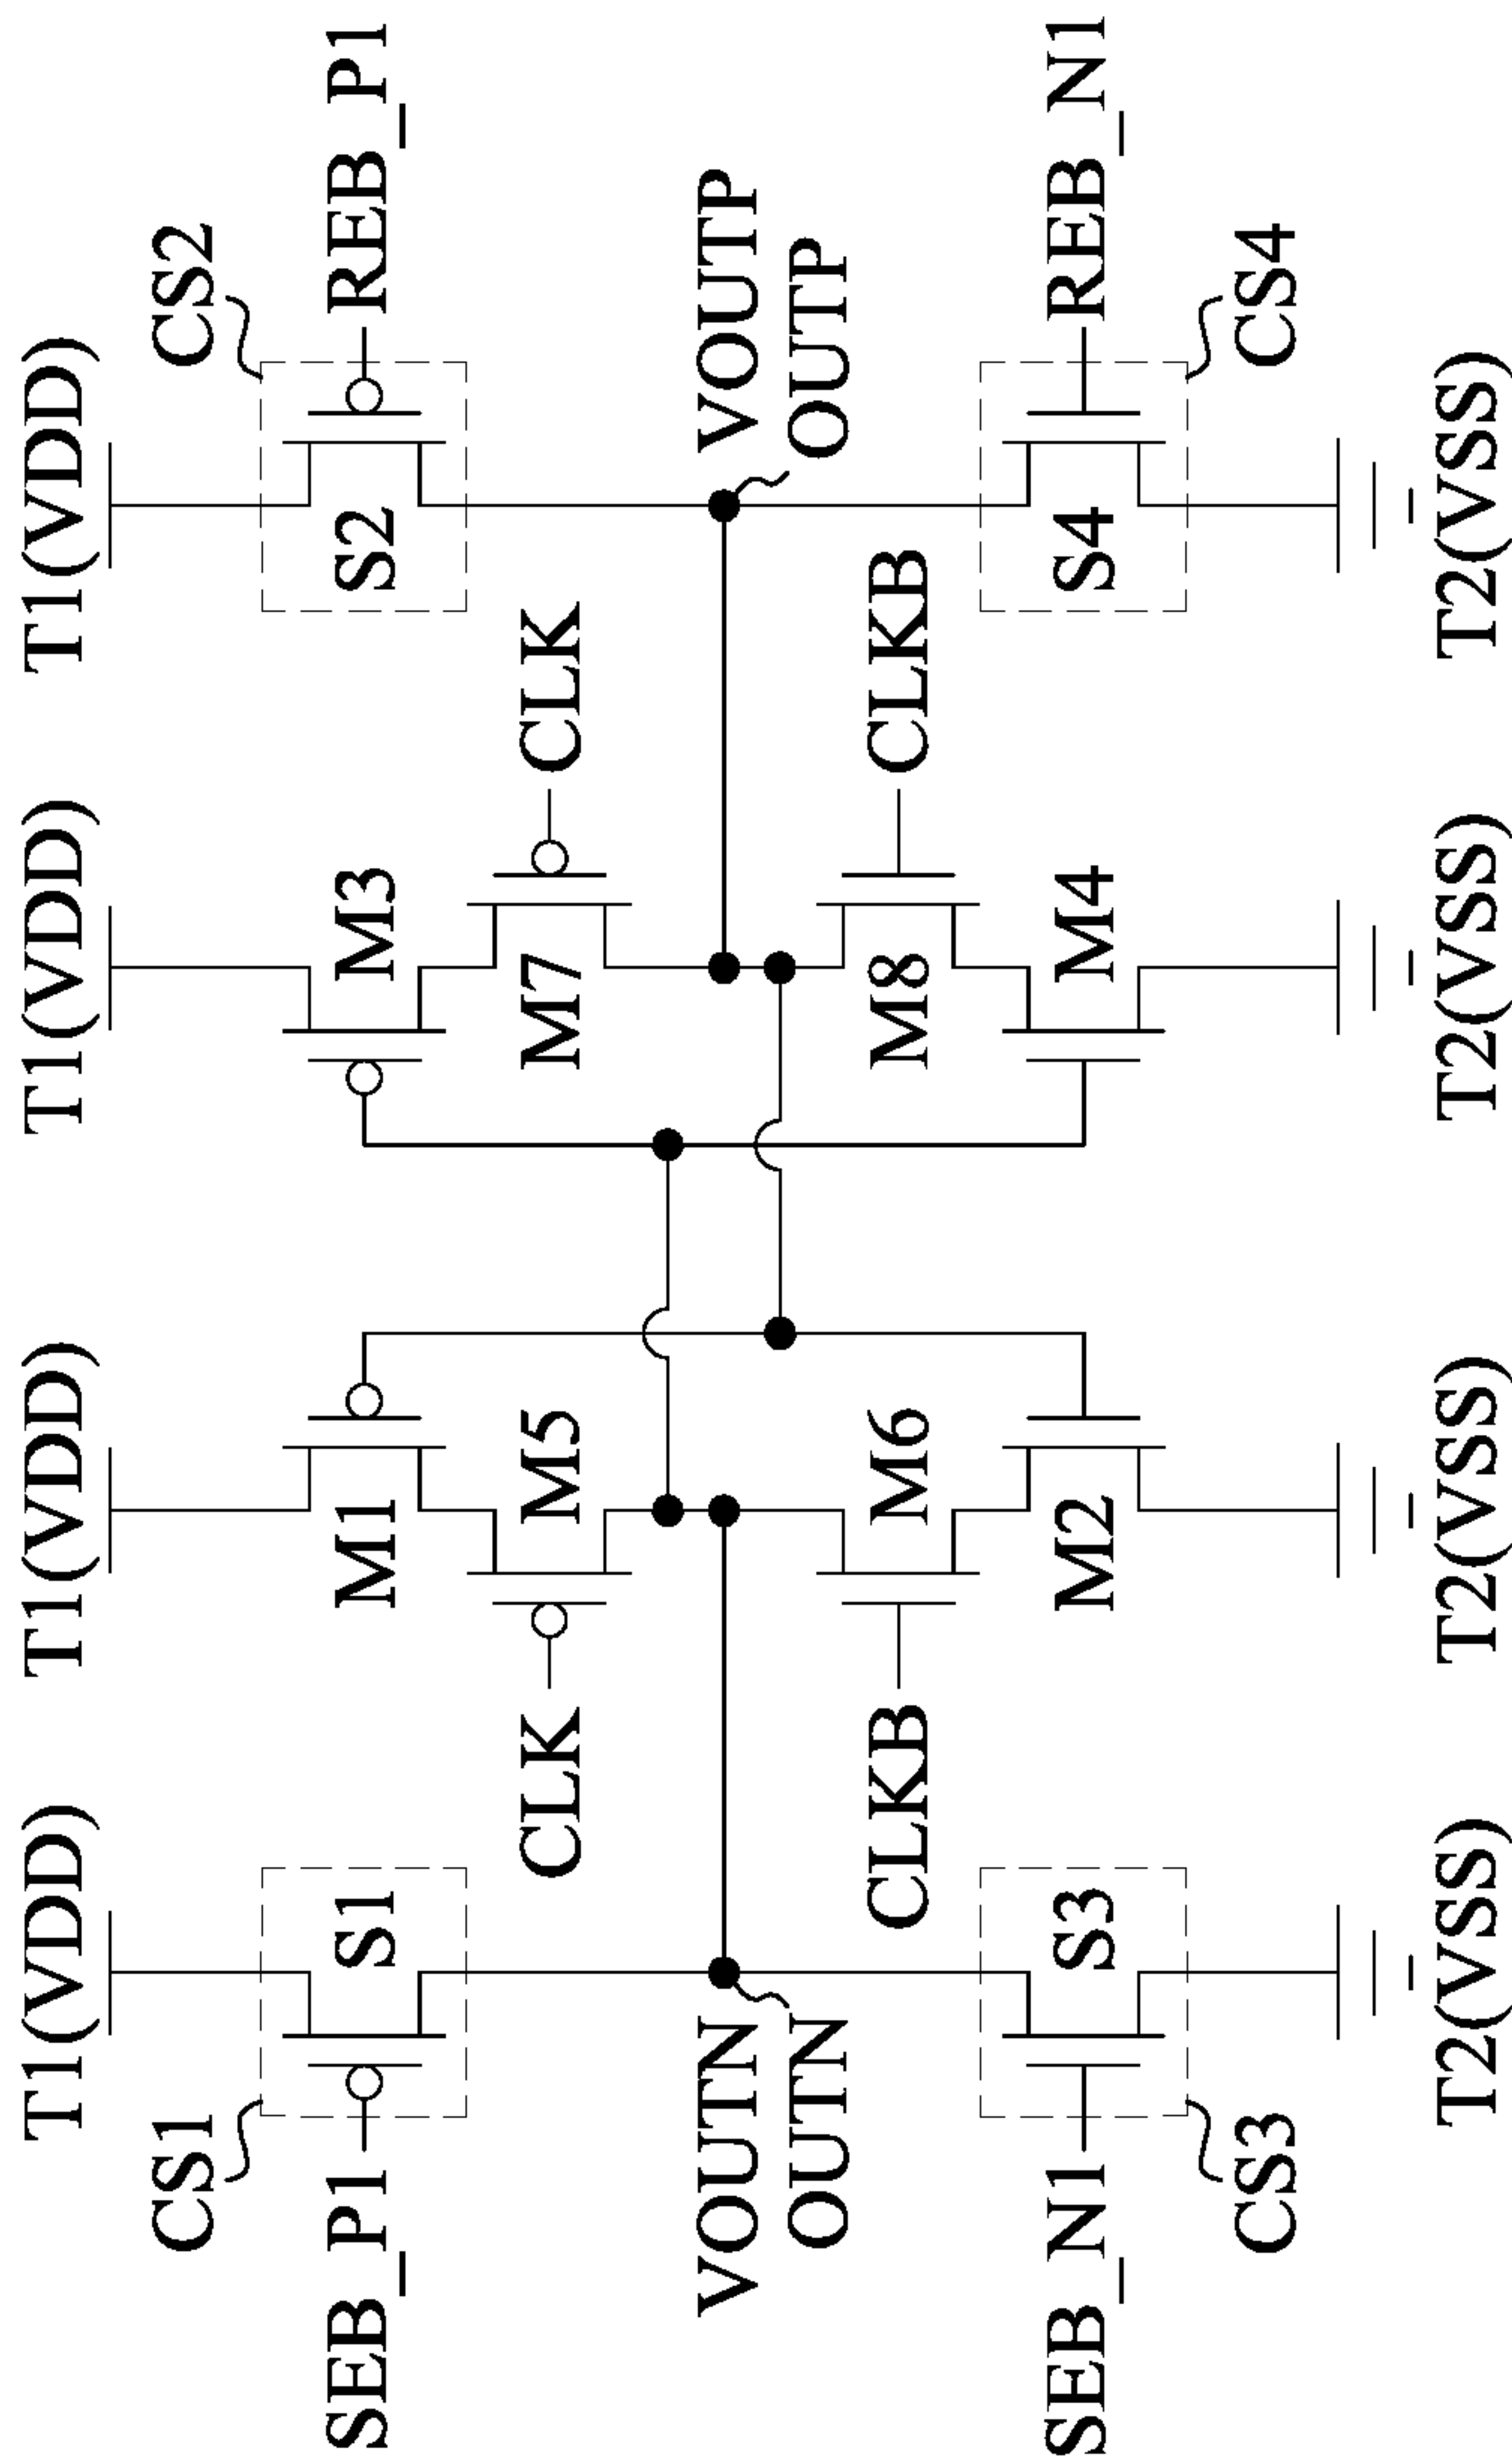 T1(VDD) T1(VDD) T1(VDD) T1(VDD)
CS1 CS2
SEB_P1 S1 M1 M3 S2 REB_P1
CLK M5 M7 CLK
VOUTN VOUTP
OUTN OUTP
CLKB M6 M8 CLKB
SEB_N1 S3 M2 M4 S4 REB_N1
CS3 CS4
T2(VSS) T2(VSS) T2(VSS) T2(VSS)